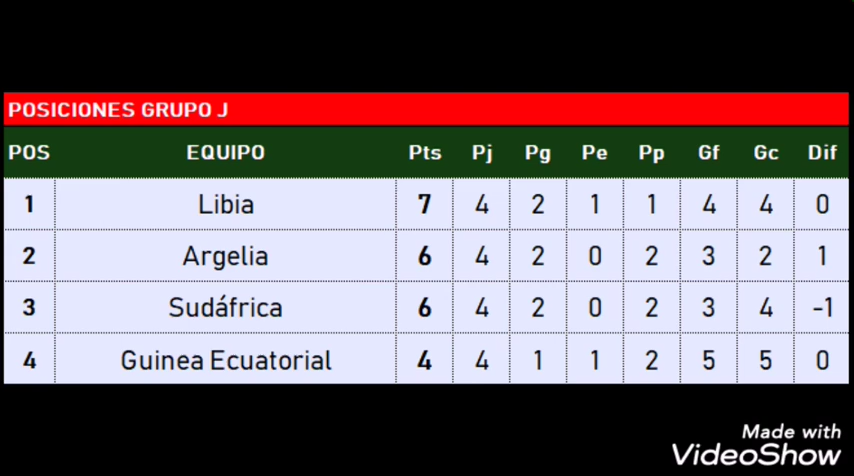 POSICIONES GRUPO J
POS EQUIPO Pts Pj Pg Pe Pp Gf Gc Dif
1 Libia 7 4 2 1 1 4 4 0
2 Argelia 6 4 2 0 2 3 2 1
3 Sudáfrica 6 4 2 0 2 3 4 -1
4 Guinea Ecuatorial 4 4 1 1 2 5 5 0
Made with
VideoShow